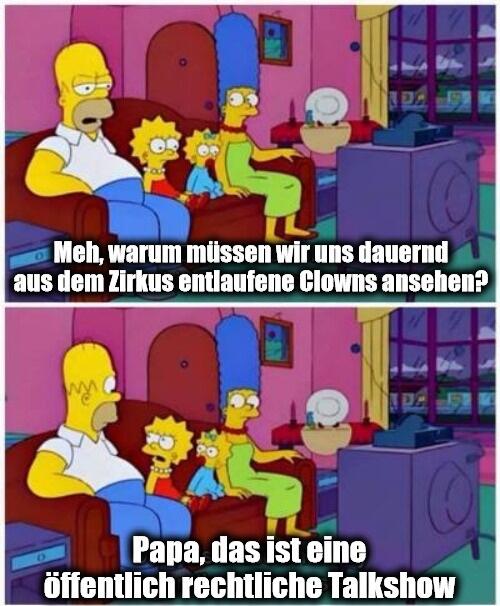 Meh, warum müssen wir uns dauernd
aus dem Zirkus entlaufene Clowns ansehen?
Papa, das ist eine
öffentlich rechtliche Talkshow